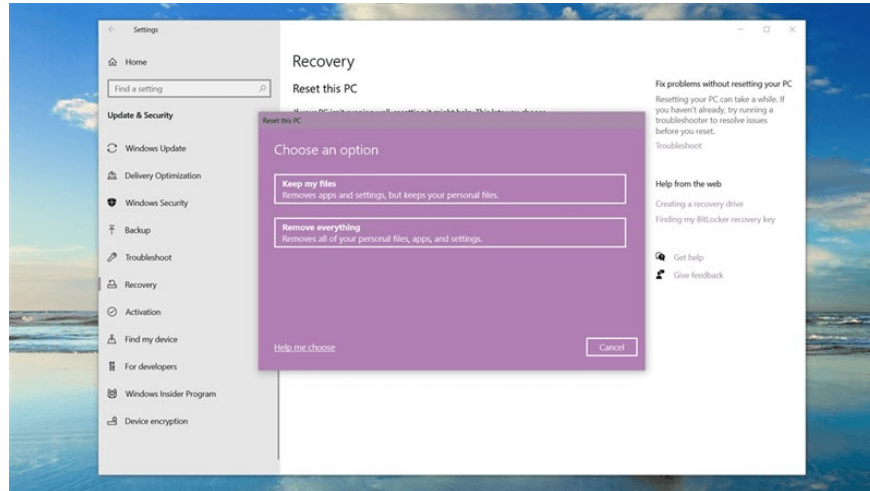 Settings
Home
Find a setting
Update & Security
Windows Update
Delivery Optimization
Windows Security
Backup
Troubleshoot
Recovery
Activation
Find my device
For developers
Windows Insider Program
Device encryption
Recovery
Reset this PC
Reset this PC
Choose an option
Keep my files
Removes apps and settings, but keeps your personal files.
Remove everything
Removes all of your personal files, apps, and settings.
Help me choose
Cancel
Fix problems without resetting your PC
Resetting your PC can take a while. If
you haven't already, try running a
troubleshooter to resolve issues
before you reset.
Troubleshoot
Help from the web
Creating a recovery drive
Finding my BitLocker recovery key
Get help
Give feedback